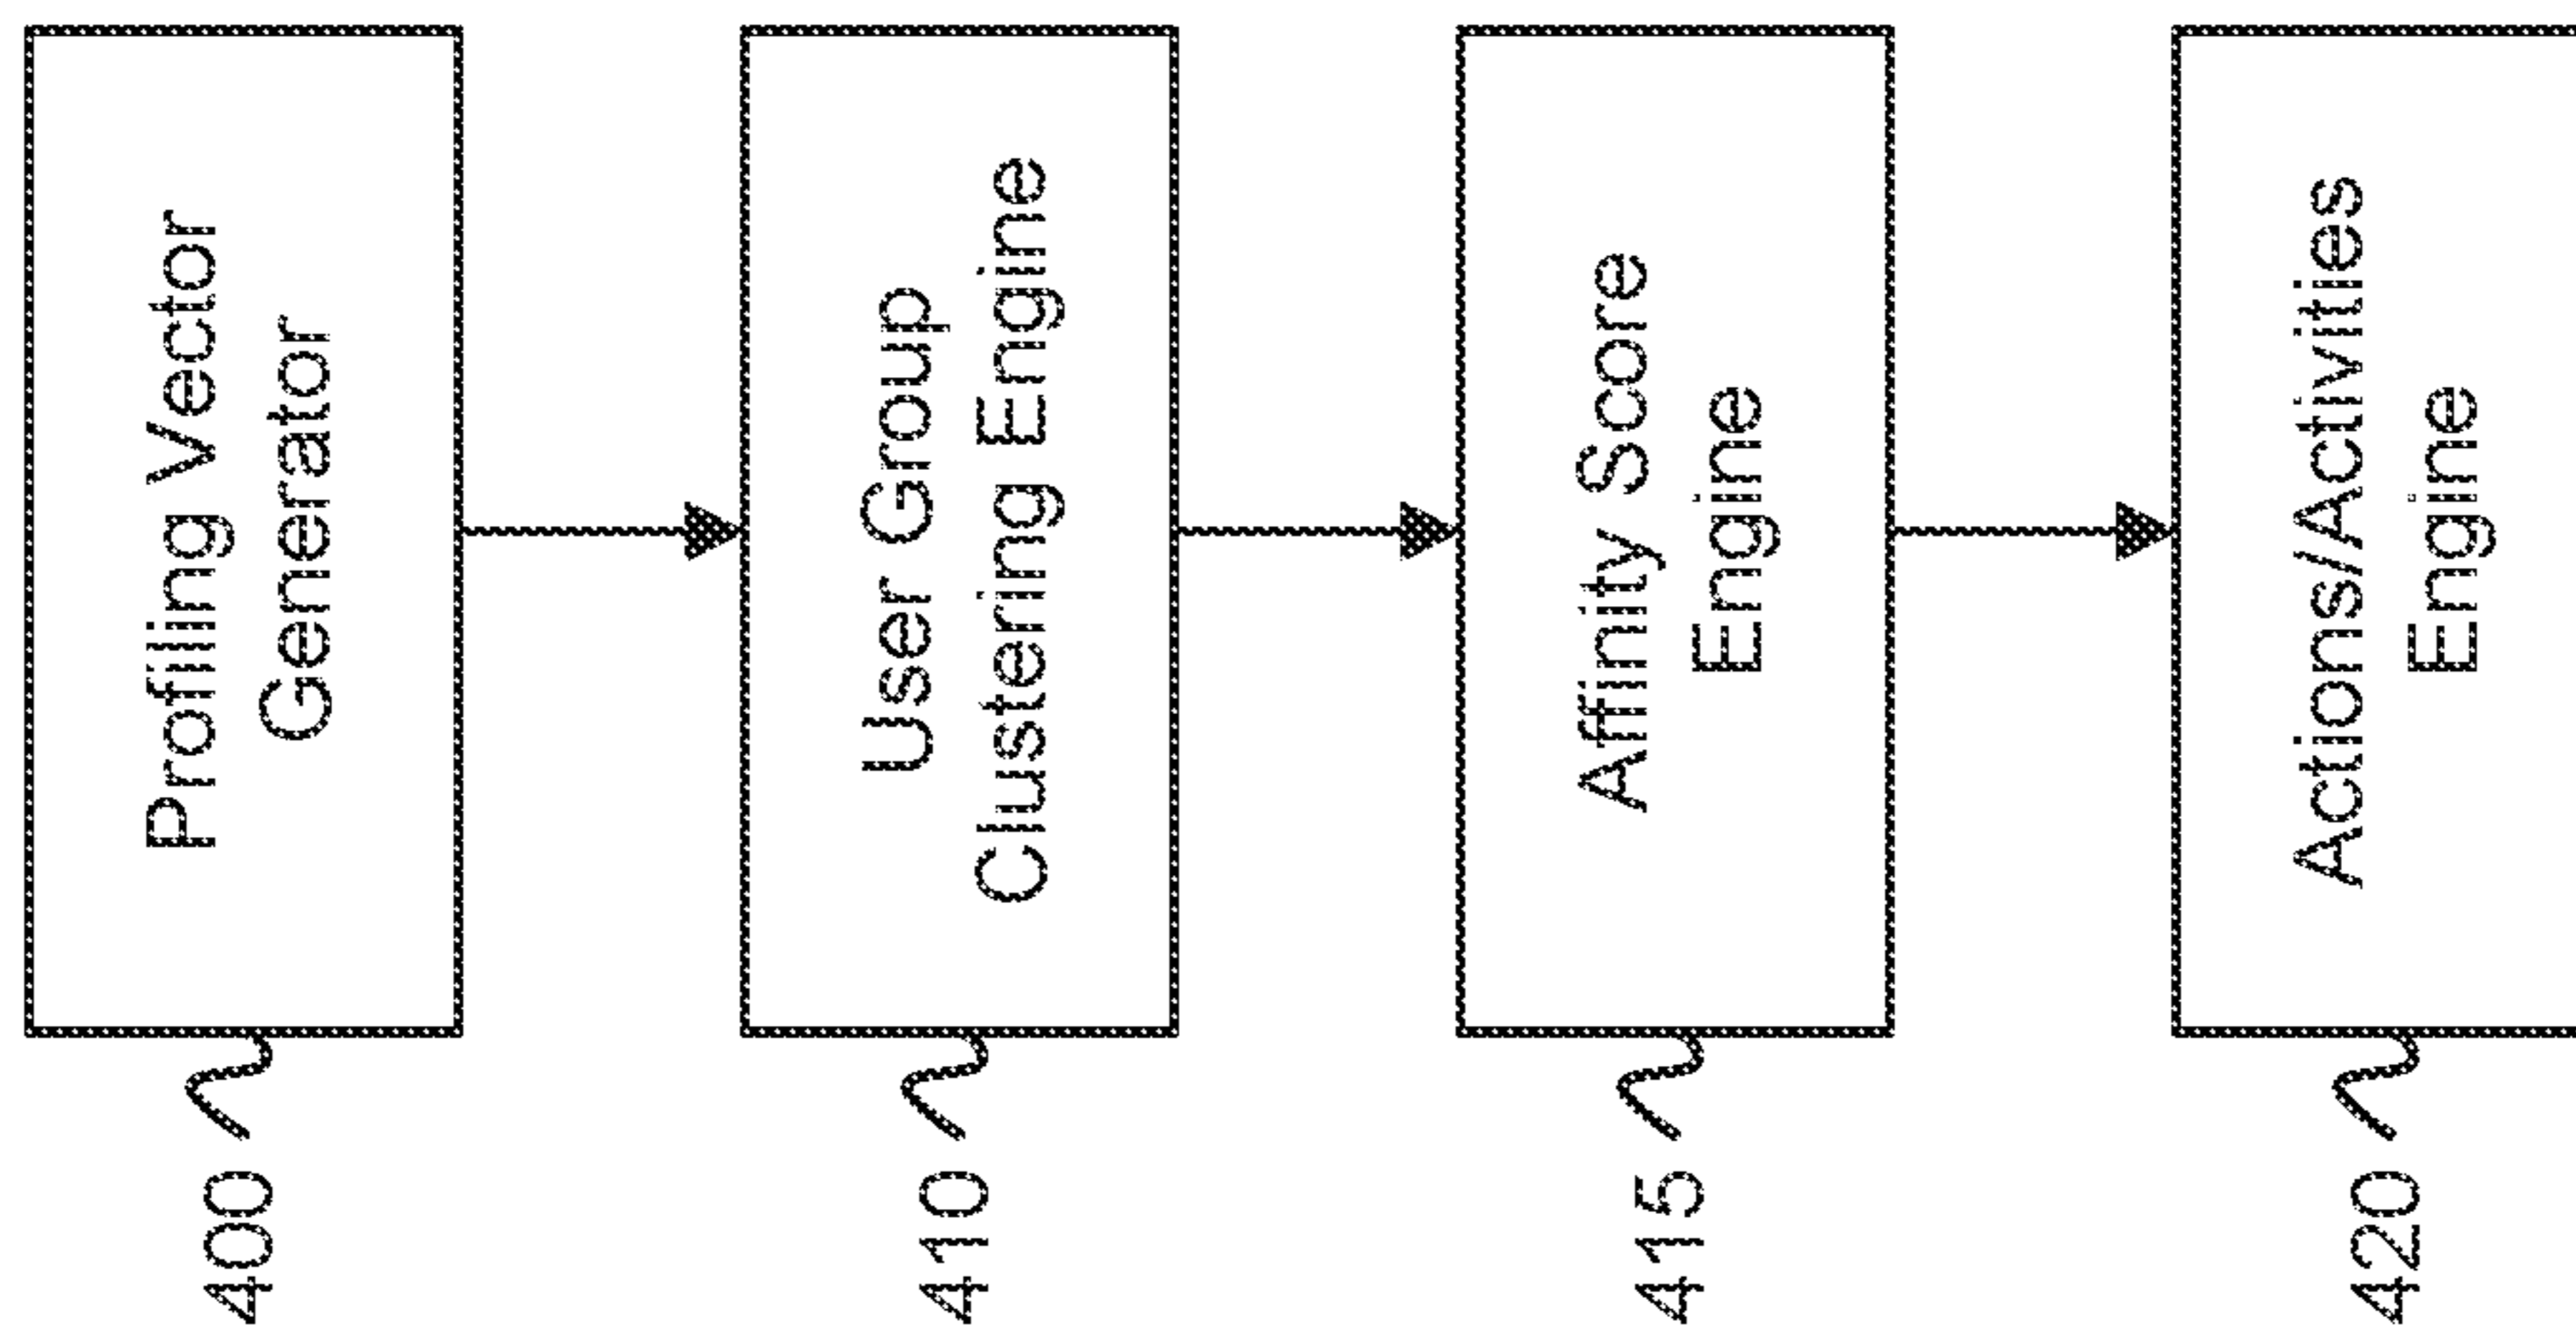 400
Profiling Vector
Generator
410
User Group
Clustering Engine
415
Affinity Score
Engine
420
Actions/Activities
Engine